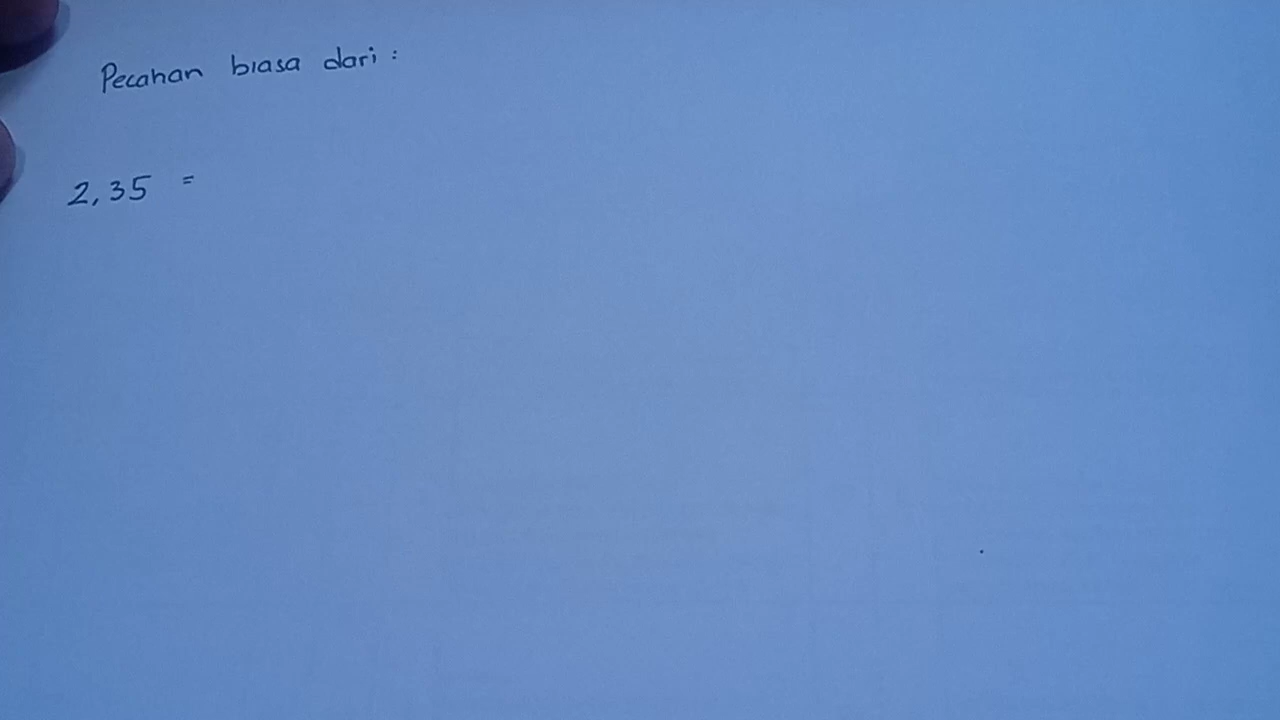 Pecahan biasa dari :
2,35 =